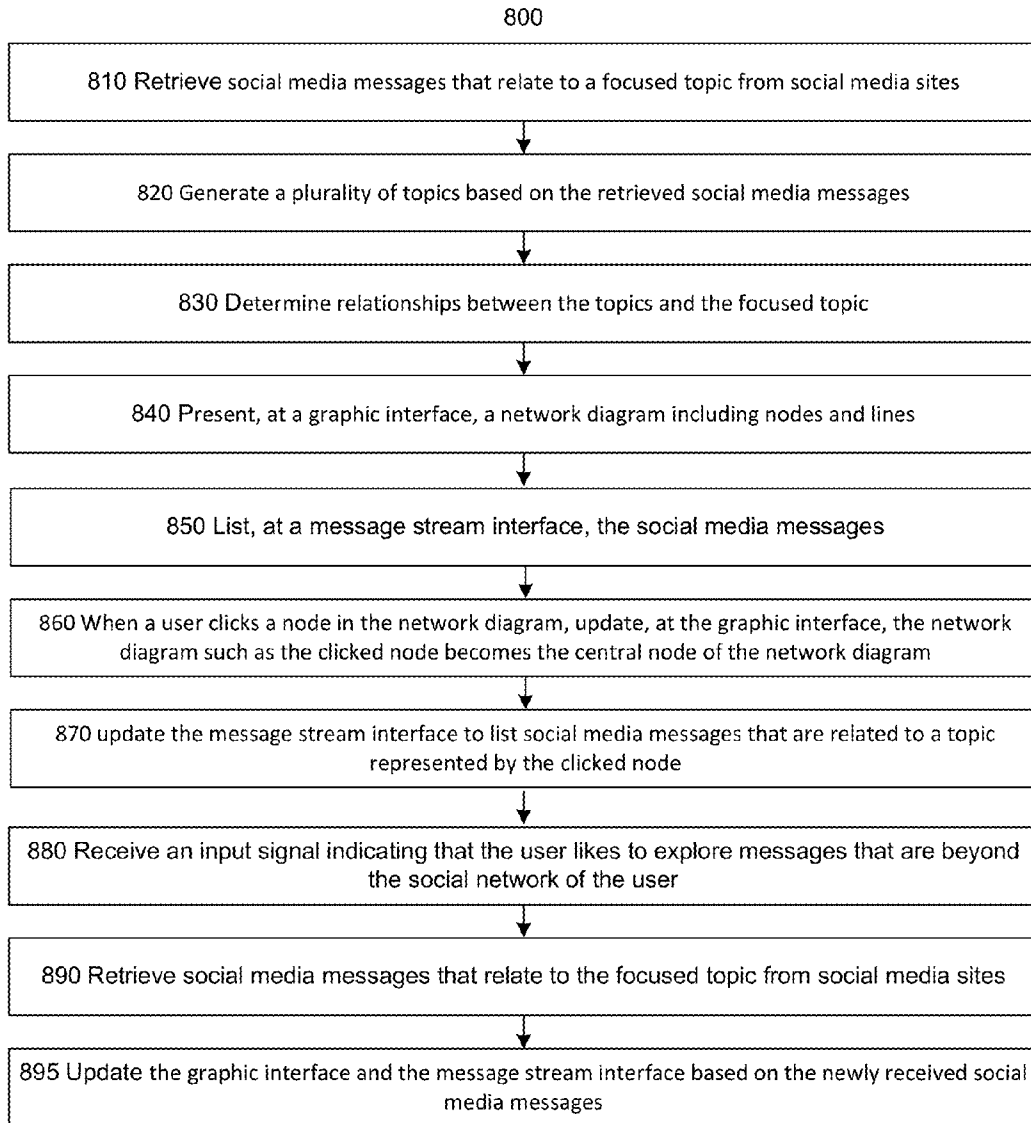 800
810 Retrieve social media messages that relate to a focused topic from social media sites
820 Generate a plurality of topics based on the retrieved social media messages
830 Determine relationships between the topics and the focused topic
840 Present, at a graphic interface, a network diagram including nodes and lines
850 List, at a message stream interface, the social media messages
860 When a user clicks a node in the network diagram, update, at the graphic interface, the network
diagram such as the clicked node becomes the central node of the network diagram
870 update the message stream interface to list social media messages that are related to a topic
represented by the clicked node
880 Receive an input signal indicating that the user likes to explore messages that are beyond
the social network of the user
890 Retrieve social media messages that relate to the focused topic from social media sites
895 Update the graphic interface and the message stream interface based on the newly received social
media messages